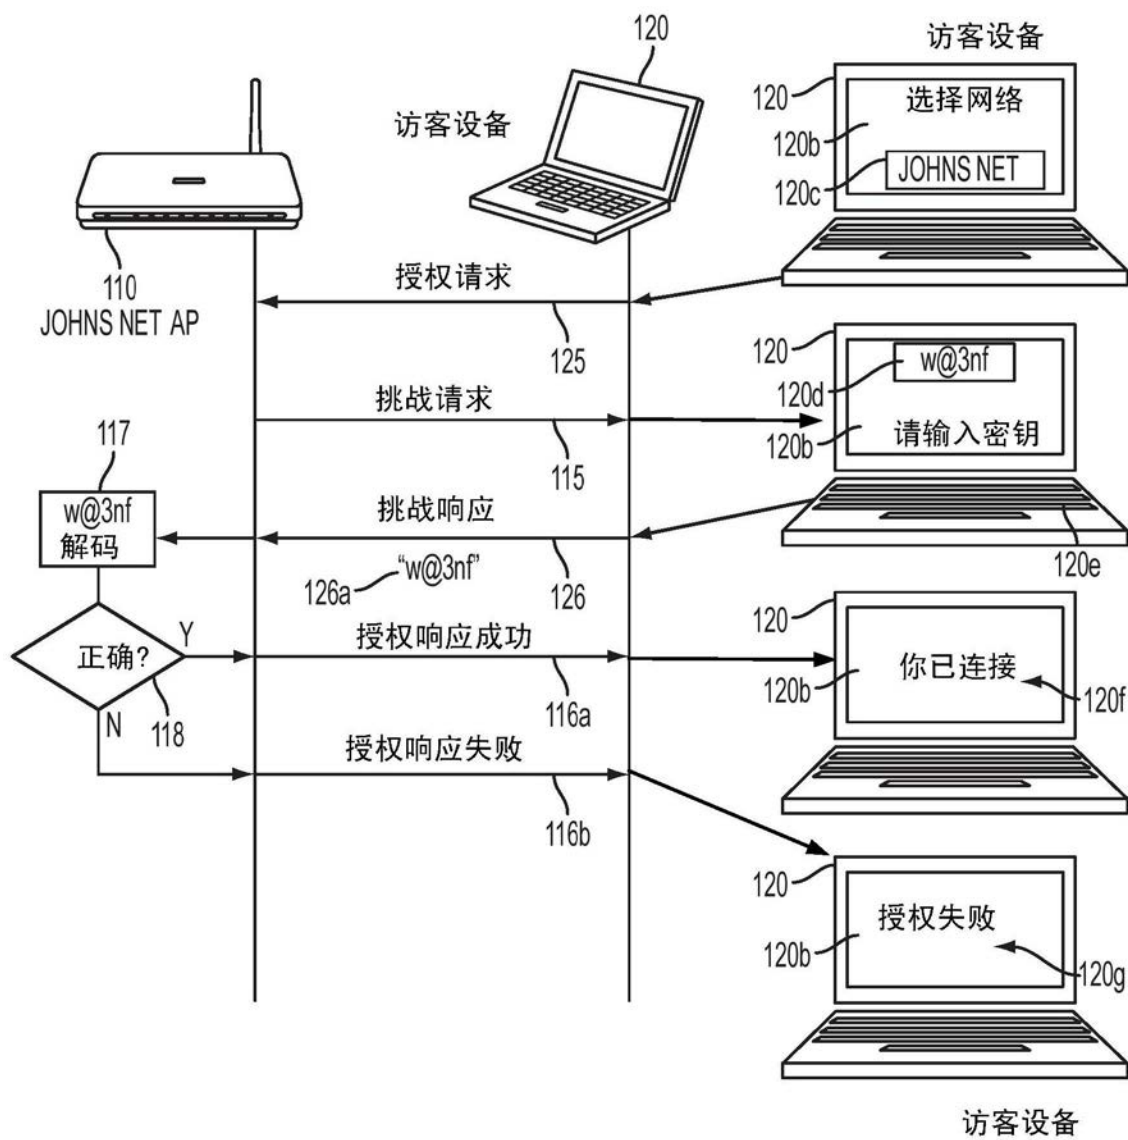 访客设备
120
120
选择网络
访客设备
120b
JOHNS NET
120c
授权请求
110
JOHNS NET AP
125
120
w@3nf
挑战请求
120d
请输入密钥
120b
117
115
w@3nf
解码
挑战响应
“w@3nf”
126a
126
120e
120
Y
授权响应成功
正确?
你已连接
120b
120f
116a
N
118
授权响应失败
116b
120
授权失败
120b
120g
访客设备